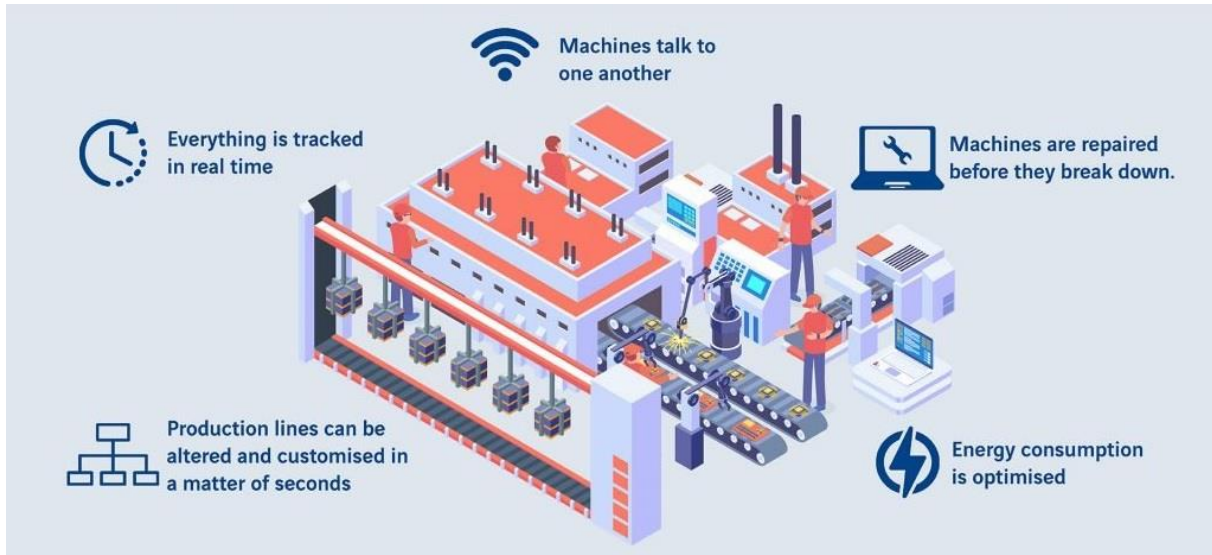 Machines talk to
one another
Everything is tracked
in real time
Machines are repaired
before they break down.
Production lines can be
altered and customised in
a matter of seconds
Energy consumption
is optimised